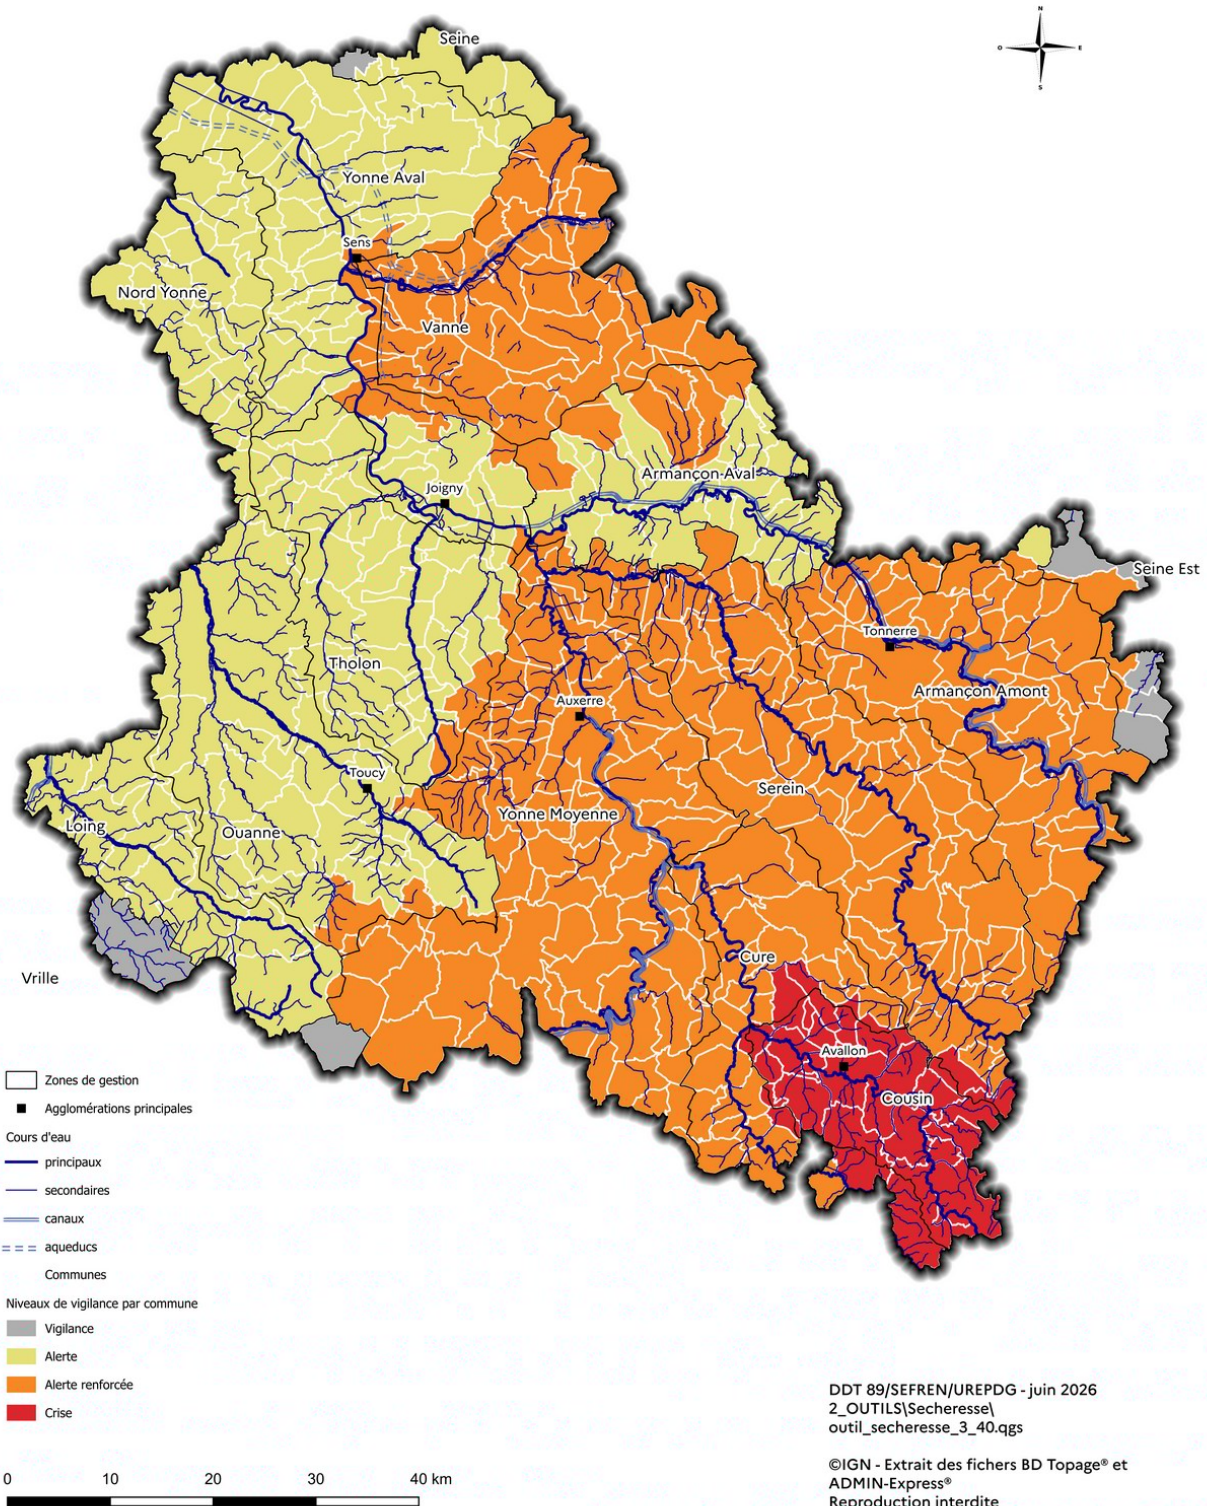 N
O
E
S
Seine
Yonne Aval
Sens
Nord Yonne
Vanne
Armançon Aval
Joigny
Seine Est
Tonnerre
Tholon
Armançon Amont
Auxerre
Toucy
Serein
Yonne Moyenne
Loing
Ouanne
Cure
Vrille
Avallon
Cousin
Zones de gestion
Agglomérations principales
Cours d'eau
principaux
secondaires
canaux
aqueducs
Communes
Niveaux de vigilance par commune
Vigilance
Alerte
Alerte renforcée
Crise
0 10 20 30 40 km
DDT 89/SEFREN/UREPDG - juin 2026
2_OUTILS\Secheresse\
outil_secheresse_3_40.qgs
©IGN - Extrait des fichiers BD Topage® et
ADMIN-Express®
Reproduction interdite